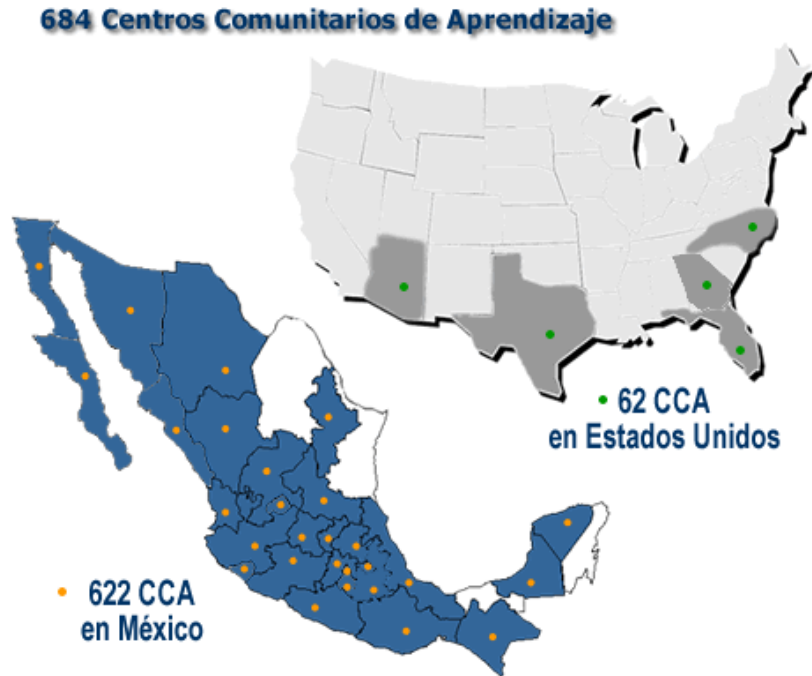 684 Centros Comunitarios de Aprendizaje
62 CCA
en Estados Unidos
622 CCA
en México